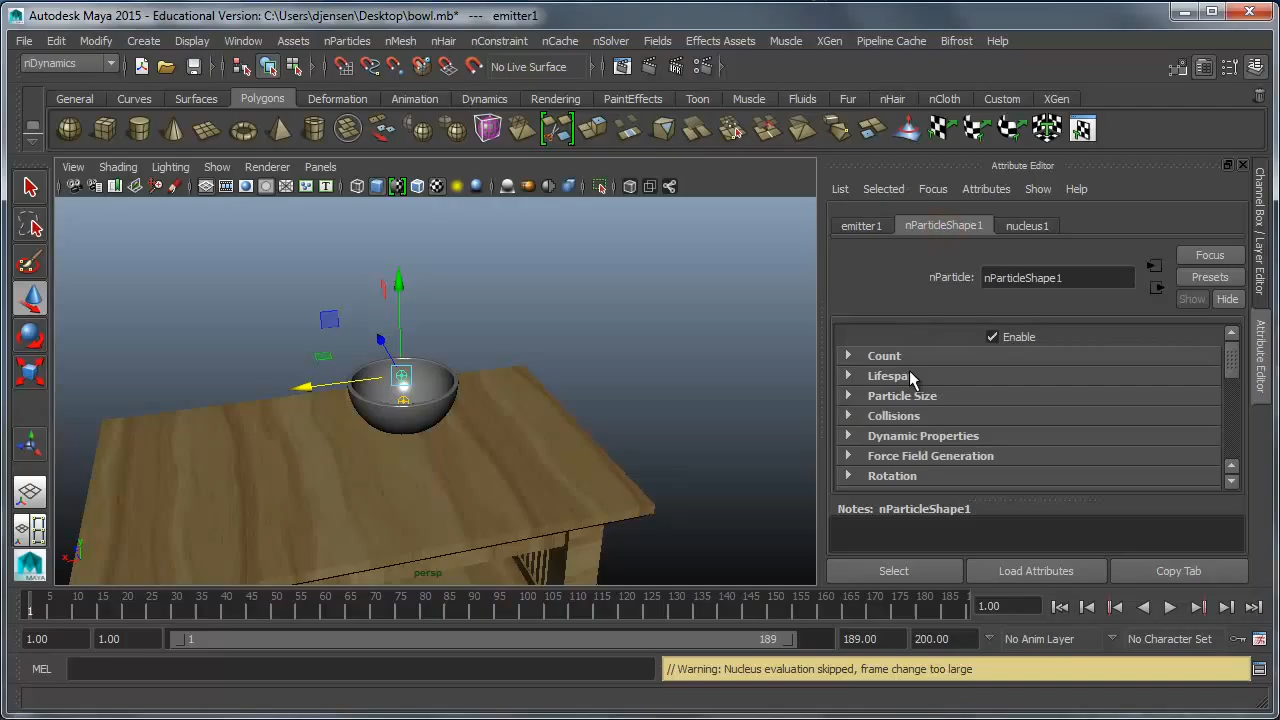 Autodesk Maya 2015 - Educational Version: C:\Users\djensen\Desktop\bowl.mb* --- emitter1
File Edit Modify Create Display Window Assets nParticles nMesh nHair nConstraint nCache nSolver Fields Effects Assets Muscle XGen Pipeline Cache Bifrost Help
nDynamics No Live Surface
General Curves Surfaces Polygons Deformation Animation Dynamics Rendering PaintEffects Toon Muscle Fluids Fur nHair nCloth Custom XGen
View Shading Lighting Show Renderer Panels
Attribute Editor
List Selected Focus Attributes Show Help
emitter1 nParticleShape1 nucleus1
nParticle: nParticleShape1
Focus
Presets
Show Hide
Enable
Count
Lifespa
Particle Size
Collisions
Dynamic Properties
Force Field Generation
Rotation
Notes: nParticleShape1
Select Load Attributes Copy Tab
Channel Box / Layer Editor
Attribute Editor
persp
y
x
MAYA
5 10 15 20 25 30 35 40 45 50 55 60 65 70 75 80 85 90 95 100 105 110 115 120 125 130 135 140 145 150 155 160 165 170 175 180 185 1
1 1.00
1.00 1.00 1 189 189.00 200.00 No Anim Layer No Character Set
MEL // Warning: Nucleus evaluation skipped, frame change too large